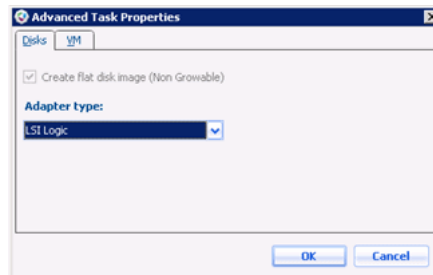 Advanced Task Properties
Disks VM
Create flat disk image (Non Growable)
Adapter type:
LSI Logic
OK Cancel